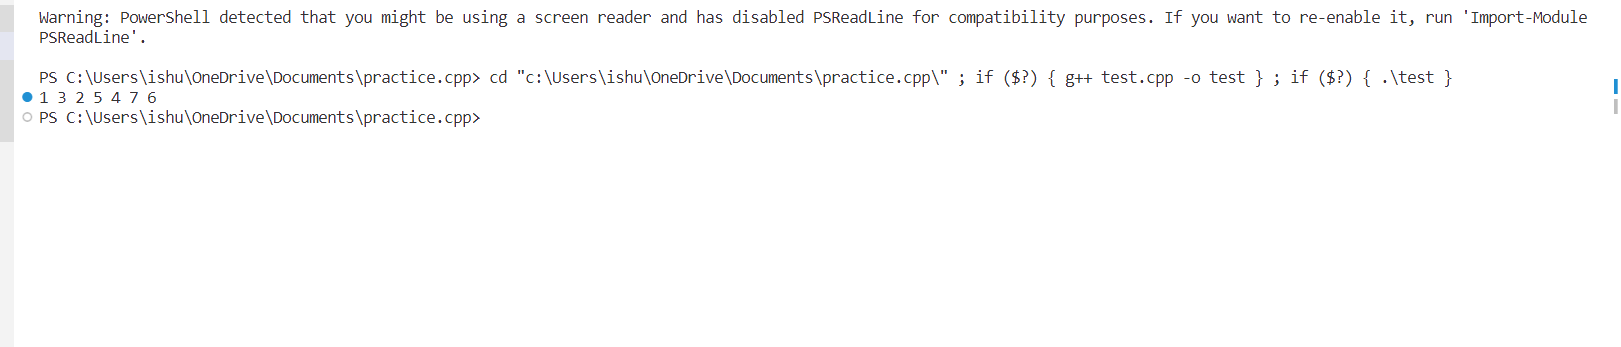 Warning: PowerShell detected that you might be using a screen reader and has disabled PSReadLine for compatibility purposes. If you want to re-enable it, run 'Import-Module
PSReadLine'.
PS C:\Users\ishu\OneDrive\Documents\practice.cpp> cd "c:\Users\ishu\OneDrive\Documents\practice.cpp\" ; if ($?) { g++ test.cpp -o test } ; if ($?) { .\test }
1 3 2 5 4 7 6
PS C:\Users\ishu\OneDrive\Documents\practice.cpp>